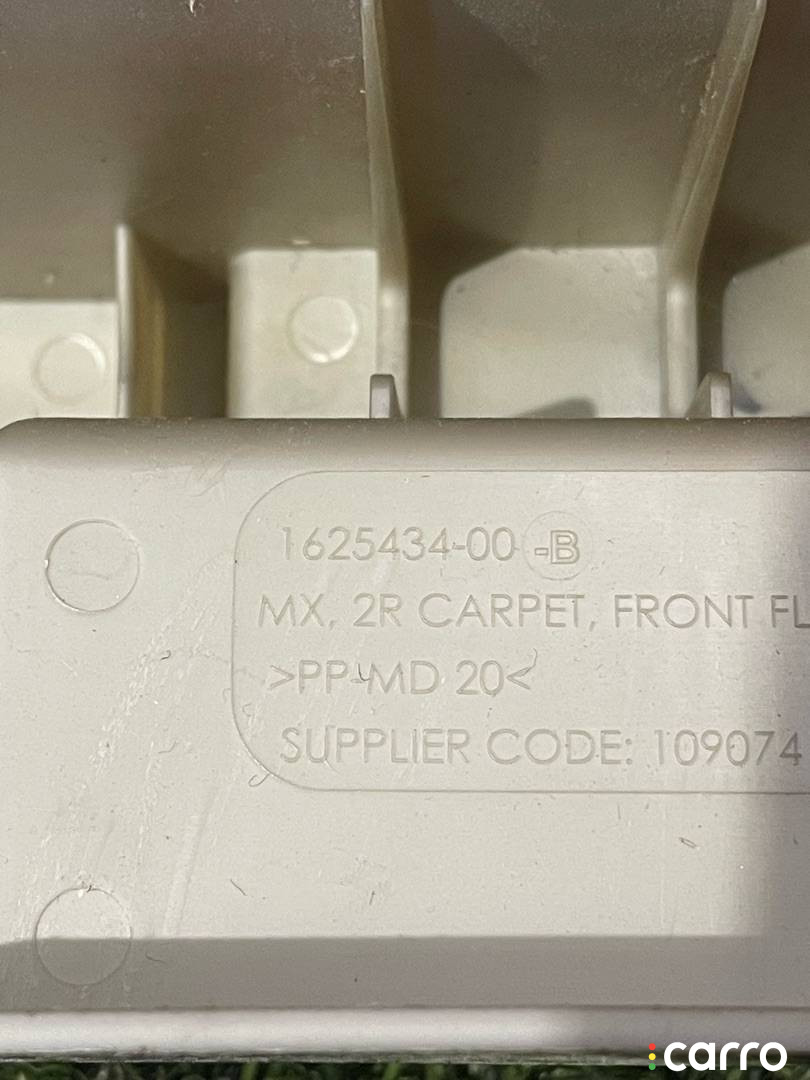 1625434-00 -B
MX, 2R CARPET, FRONT FL
>PP-MD 20<
SUPPLIER CODE: 109074
carro